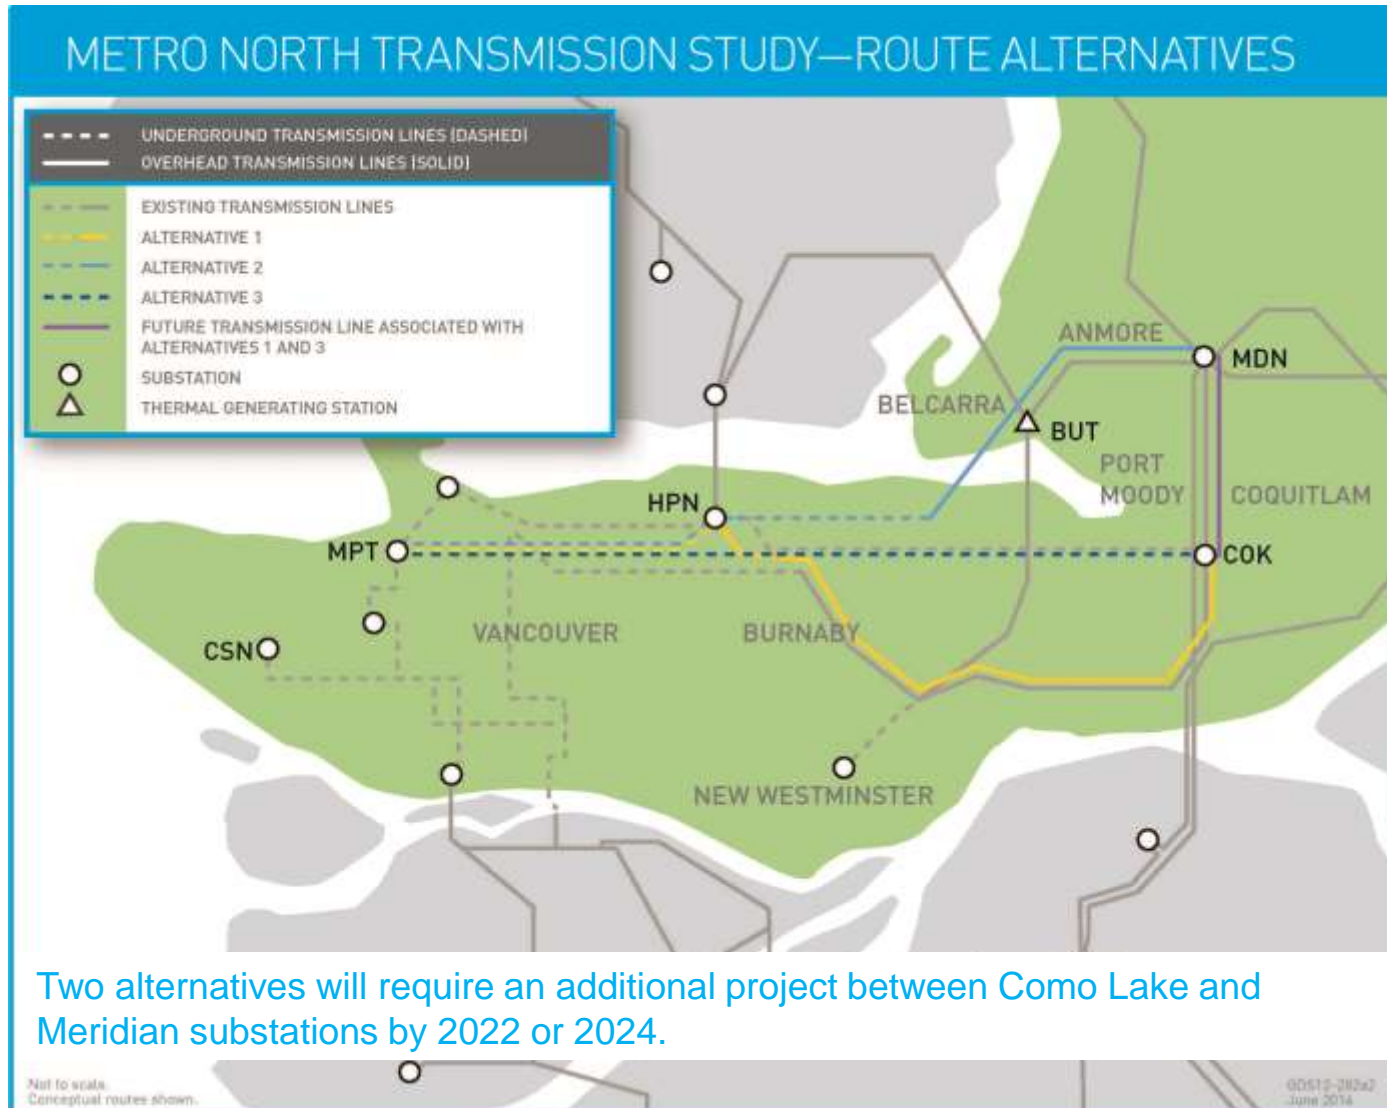 METRO NORTH TRANSMISSION STUDY—ROUTE ALTERNATIVES
UNDERGROUND TRANSMISSION LINES (DASHED)
OVERHEAD TRANSMISSION LINES (SOLID)
EXISTING TRANSMISSION LINES
ALTERNATIVE 1
ALTERNATIVE 2
ALTERNATIVE 3
FUTURE TRANSMISSION LINE ASSOCIATED WITH
ALTERNATIVES 1 AND 3
SUBSTATION
THERMAL GENERATING STATION
ANMORE
MDN
BELCARRA
BUT
PORT
MOODY
COQUITLAM
HPN
MPT
COK
VANCOUVER
BURNABY
CSN
NEW WESTMINSTER
Two alternatives will require an additional project between Como Lake and
Meridian substations by 2022 or 2024.
Not to scale.
Conceptual routes shown.
GDS12-282a2
June 2014